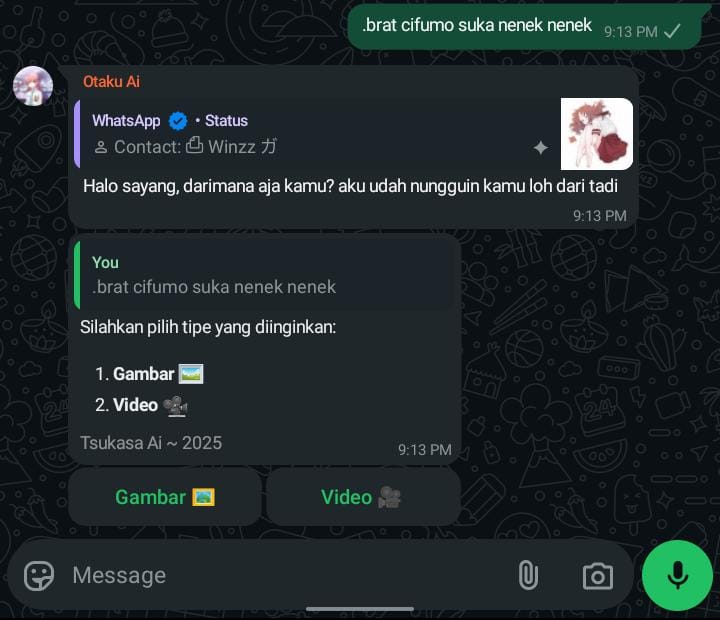 .brat cifumo suka nenek nenek 9:13 PM
Otaku Ai
WhatsApp • Status
Contact: Winzz ガ
Halo sayang, darimana aja kamu? aku udah nungguin kamu loh dari tadi
9:13 PM
You
.brat cifumo suka nenek nenek
Silahkan pilih tipe yang diinginkan:
1. Gambar 🖼️
2. Video 📽️
Tsukasa Ai ~ 2025 9:13 PM
Gambar 🖼️ Video 🎥
Message